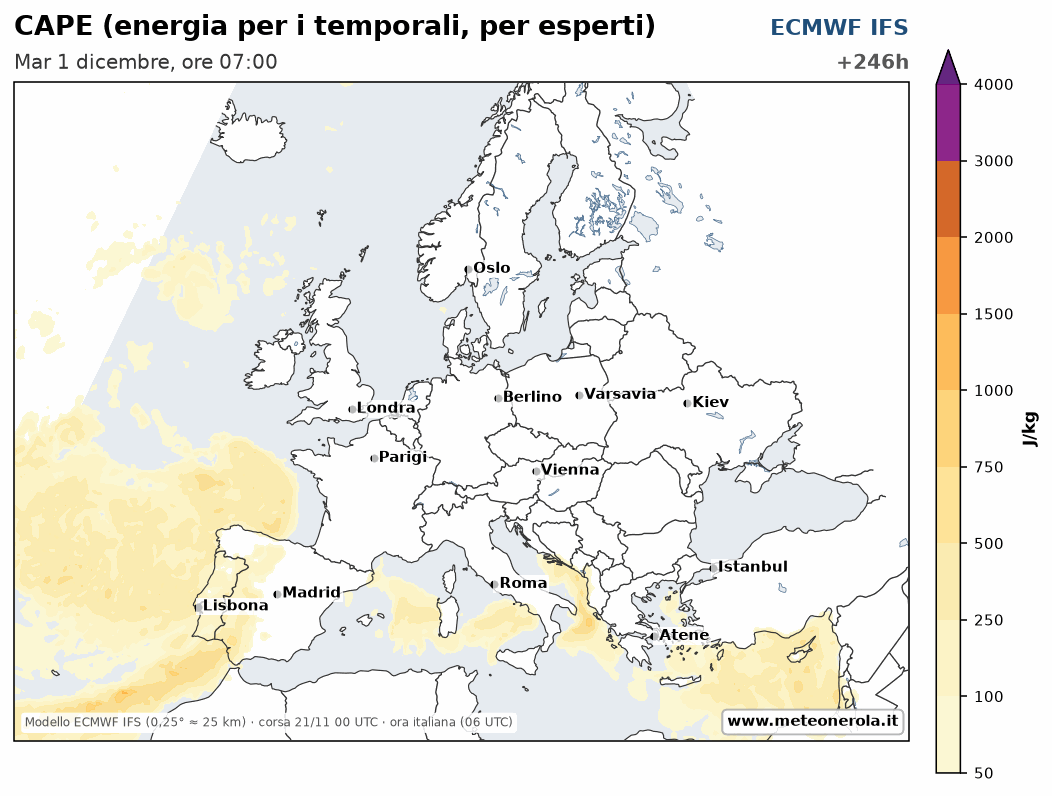 CAPE (energia per i temporali, per esperti)
ECMWF IFS
Mar 1 dicembre, ore 07:00
+246h
4000
3000
2000
1500
1000
750
500
250
100
50
J/kg
Oslo
Londra
Berlino
Varsavia
Kiev
Parigi
Vienna
Istanbul
Roma
Madrid
Lisbona
Atene
Modello ECMWF IFS (0,25° ≈ 25 km) · corsa 21/11 00 UTC · ora italiana (06 UTC)
www.meteonerola.it